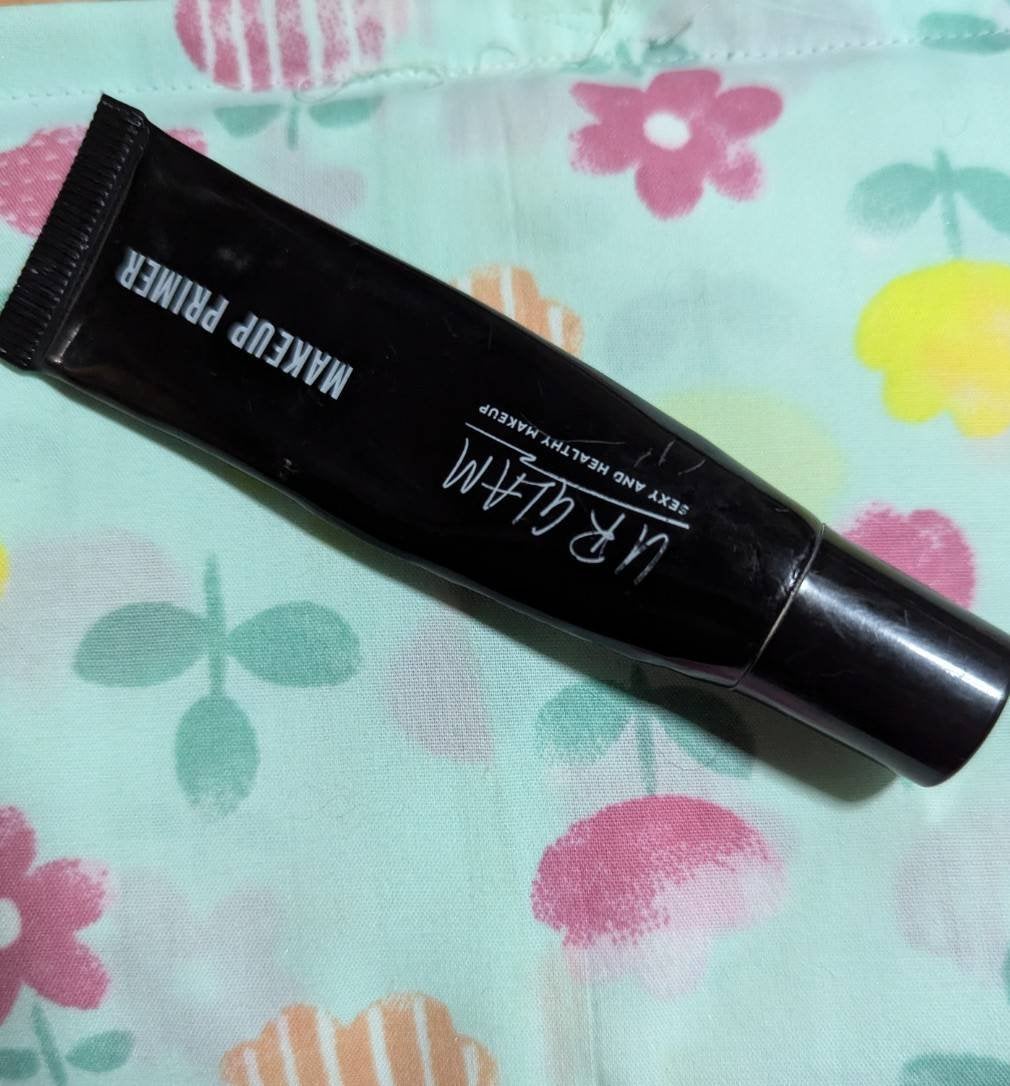 UR GLAM
SEXY AND HEALTHY MAKEUP
MAKEUP PRIMER